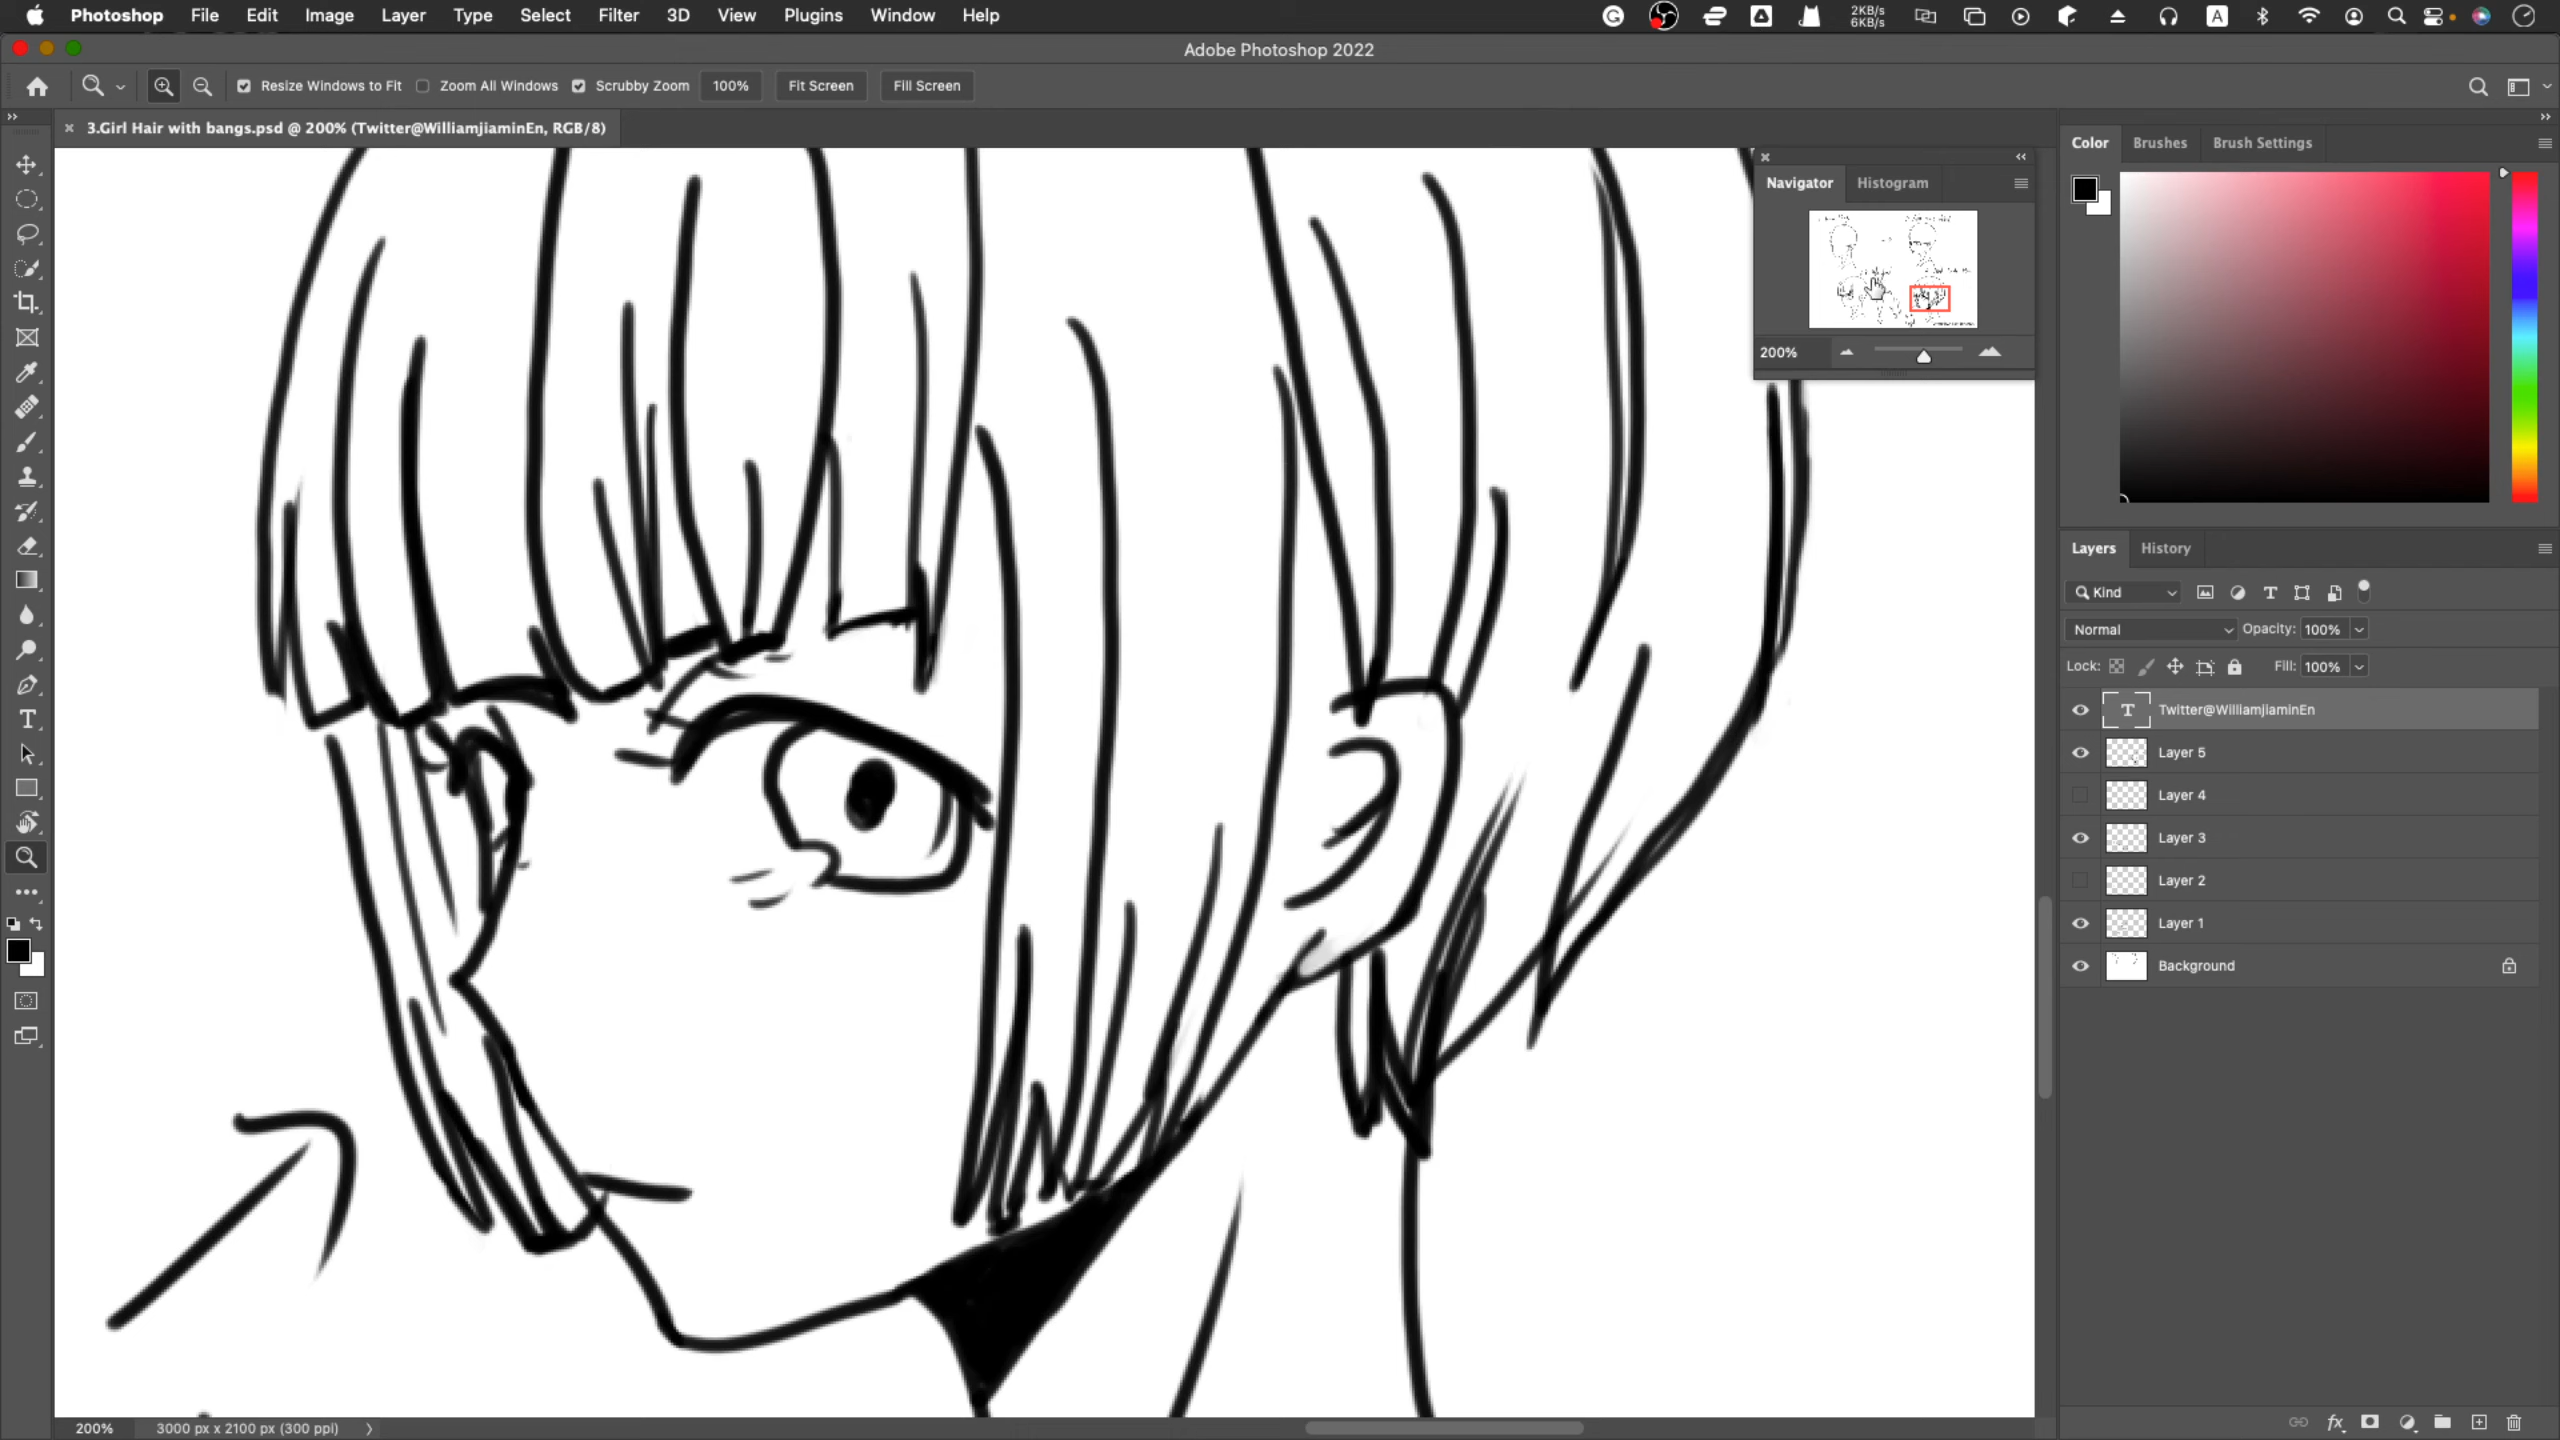 Photoshop File Edit Image Layer Type Select Filter 3D View Plugins Window Help 2KB/s 6KB/s A
Adobe Photoshop 2022
Resize Windows to Fit Zoom All Windows Scrubby Zoom 100% Fit Screen Fill Screen
3.Girl Hair with bangs.psd @ 200% (Twitter@WilliamjiaminEn, RGB/8)
Navigator Histogram
200%
Color Brushes Brush Settings
Layers History
Kind
Normal Opacity: 100%
Lock: Fill: 100%
Twitter@WilliamjiaminEn
Layer 5
Layer 4
Layer 3
Layer 2
Layer 1
Background
200% 3000 px x 2100 px (300 ppi)